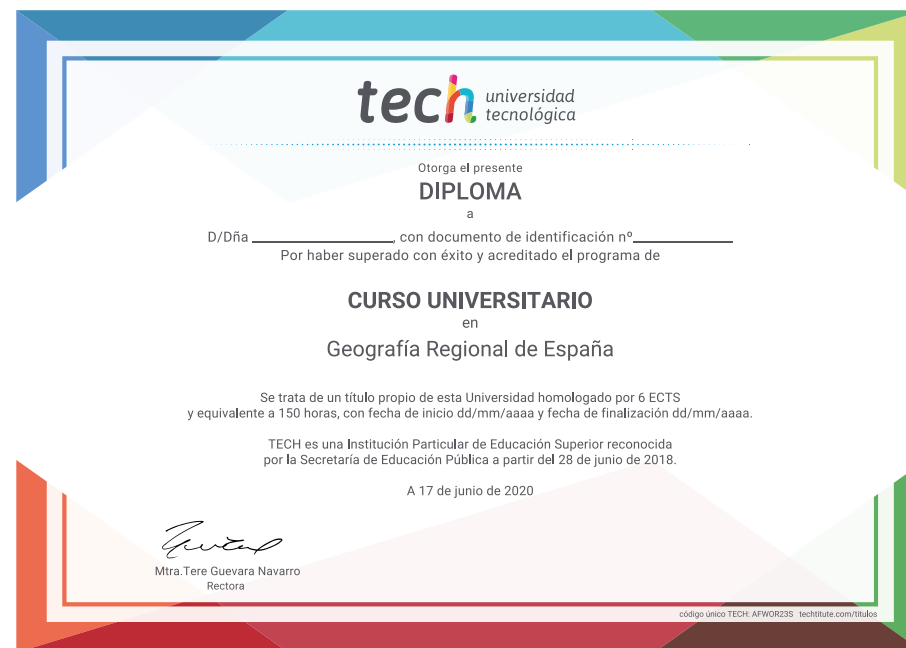 tech universidad
tecnológica
Otorga el presente
DIPLOMA
a
D/Dña ____________________, con documento de identificación nº______________
Por haber superado con éxito y acreditado el programa de
CURSO UNIVERSITARIO
en
Geografía Regional de España
Se trata de un título propio de esta Universidad homologado por 6 ECTS
y equivalente a 150 horas, con fecha de inicio dd/mm/aaaa y fecha de finalización dd/mm/aaaa.
TECH es una Institución Particular de Educación Superior reconocida
por la Secretaría de Educación Pública a partir del 28 de junio de 2018.
A 17 de junio de 2020
Mtra.Tere Guevara Navarro
Rectora
código único TECH: AFWOR23S techtitute.com/titulos